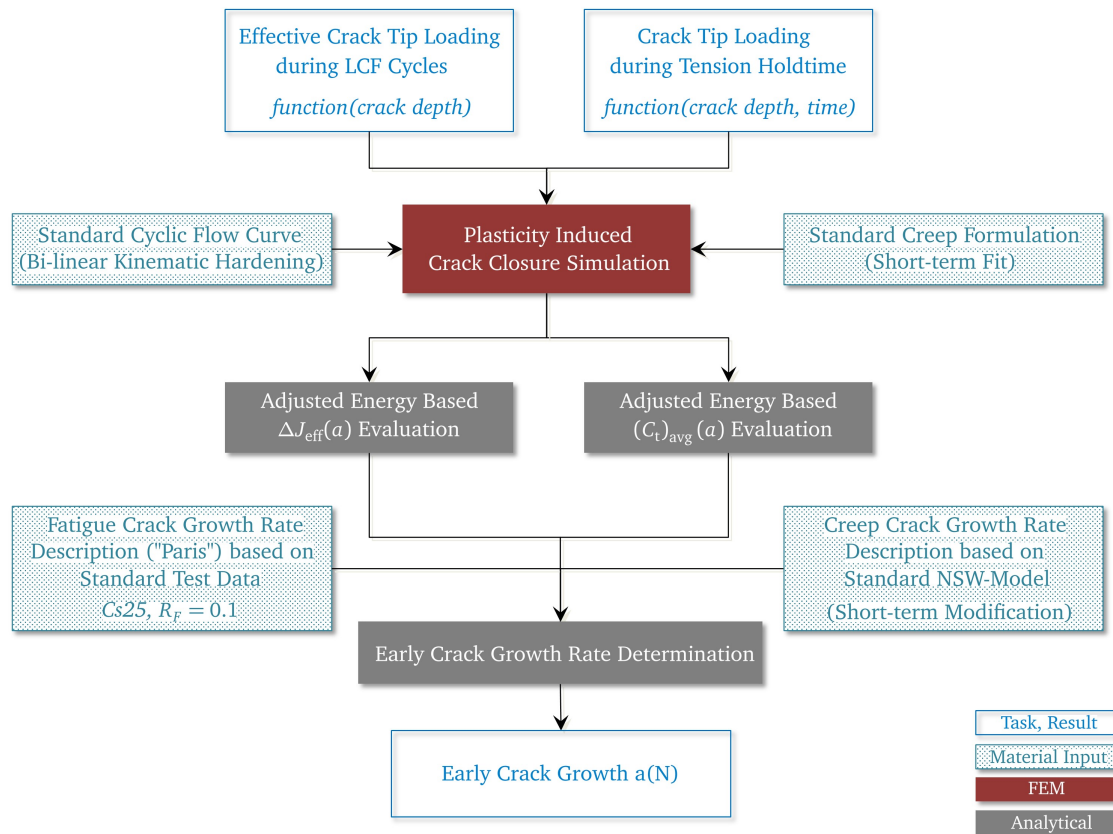 Effective Crack Tip Loading
during LCF Cycles
function(crack depth)
Crack Tip Loading
during Tension Holdtime
function(crack depth, time)
Standard Cyclic Flow Curve
(Bi-linear Kinematic Hardening)
Plasticity Induced
Crack Closure Simulation
Standard Creep Formulation
(Short-term Fit)
Adjusted Energy Based
ΔJ_eff(a) Evaluation
Adjusted Energy Based
(C_t)_avg (a) Evaluation
Fatigue Crack Growth Rate
Description ("Paris") based on
Standard Test Data
Cs25, R_F = 0.1
Creep Crack Growth Rate
Description based on
Standard NSW-Model
(Short-term Modification)
Early Crack Growth Rate Determination
Early Crack Growth a(N)
Task, Result
Material Input
FEM
Analytical